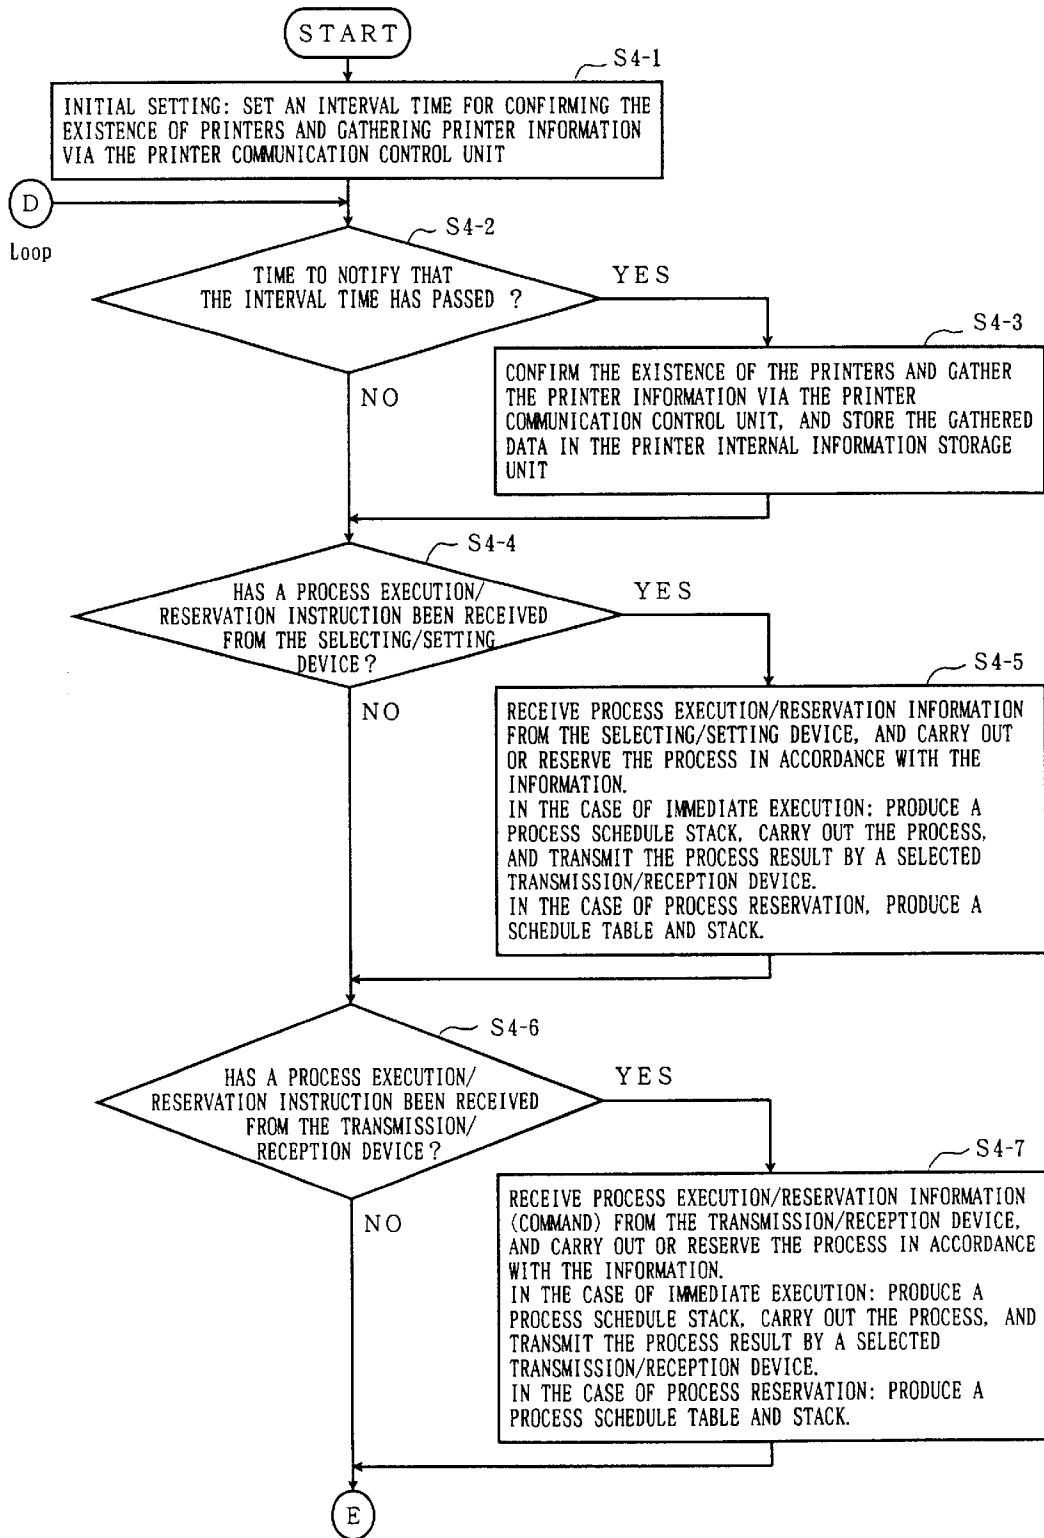 START
S4-1
INITIAL SETTING: SET AN INTERVAL TIME FOR CONFIRMING THE
EXISTENCE OF PRINTERS AND GATHERING PRINTER INFORMATION
VIA THE PRINTER COMMUNICATION CONTROL UNIT
D
Loop
S4-2
TIME TO NOTIFY THAT
THE INTERVAL TIME HAS PASSED ?
YES
NO
S4-3
CONFIRM THE EXISTENCE OF THE PRINTERS AND GATHER
THE PRINTER INFORMATION VIA THE PRINTER
COMMUNICATION CONTROL UNIT, AND STORE THE GATHERED
DATA IN THE PRINTER INTERNAL INFORMATION STORAGE
UNIT
S4-4
HAS A PROCESS EXECUTION/
RESERVATION INSTRUCTION BEEN RECEIVED
FROM THE SELECTING/SETTING
DEVICE?
YES
NO
S4-5
RECEIVE PROCESS EXECUTION/RESERVATION INFORMATION
FROM THE SELECTING/SETTING DEVICE, AND CARRY OUT
OR RESERVE THE PROCESS IN ACCORDANCE WITH THE
INFORMATION.
IN THE CASE OF IMMEDIATE EXECUTION: PRODUCE A
PROCESS SCHEDULE STACK, CARRY OUT THE PROCESS,
AND TRANSMIT THE PROCESS RESULT BY A SELECTED
TRANSMISSION/RECEPTION DEVICE.
IN THE CASE OF PROCESS RESERVATION, PRODUCE A
SCHEDULE TABLE AND STACK.
S4-6
HAS A PROCESS EXECUTION/
RESERVATION INSTRUCTION BEEN RECEIVED
FROM THE TRANSMISSION/
RECEPTION DEVICE?
YES
NO
S4-7
RECEIVE PROCESS EXECUTION/RESERVATION INFORMATION
(COMMAND) FROM THE TRANSMISSION/RECEPTION DEVICE,
AND CARRY OUT OR RESERVE THE PROCESS IN ACCORDANCE
WITH THE INFORMATION.
IN THE CASE OF IMMEDIATE EXECUTION: PRODUCE A
PROCESS SCHEDULE STACK, CARRY OUT THE PROCESS, AND
TRANSMIT THE PROCESS RESULT BY A SELECTED
TRANSMISSION/RECEPTION DEVICE.
IN THE CASE OF PROCESS RESERVATION: PRODUCE A
PROCESS SCHEDULE TABLE AND STACK.
E